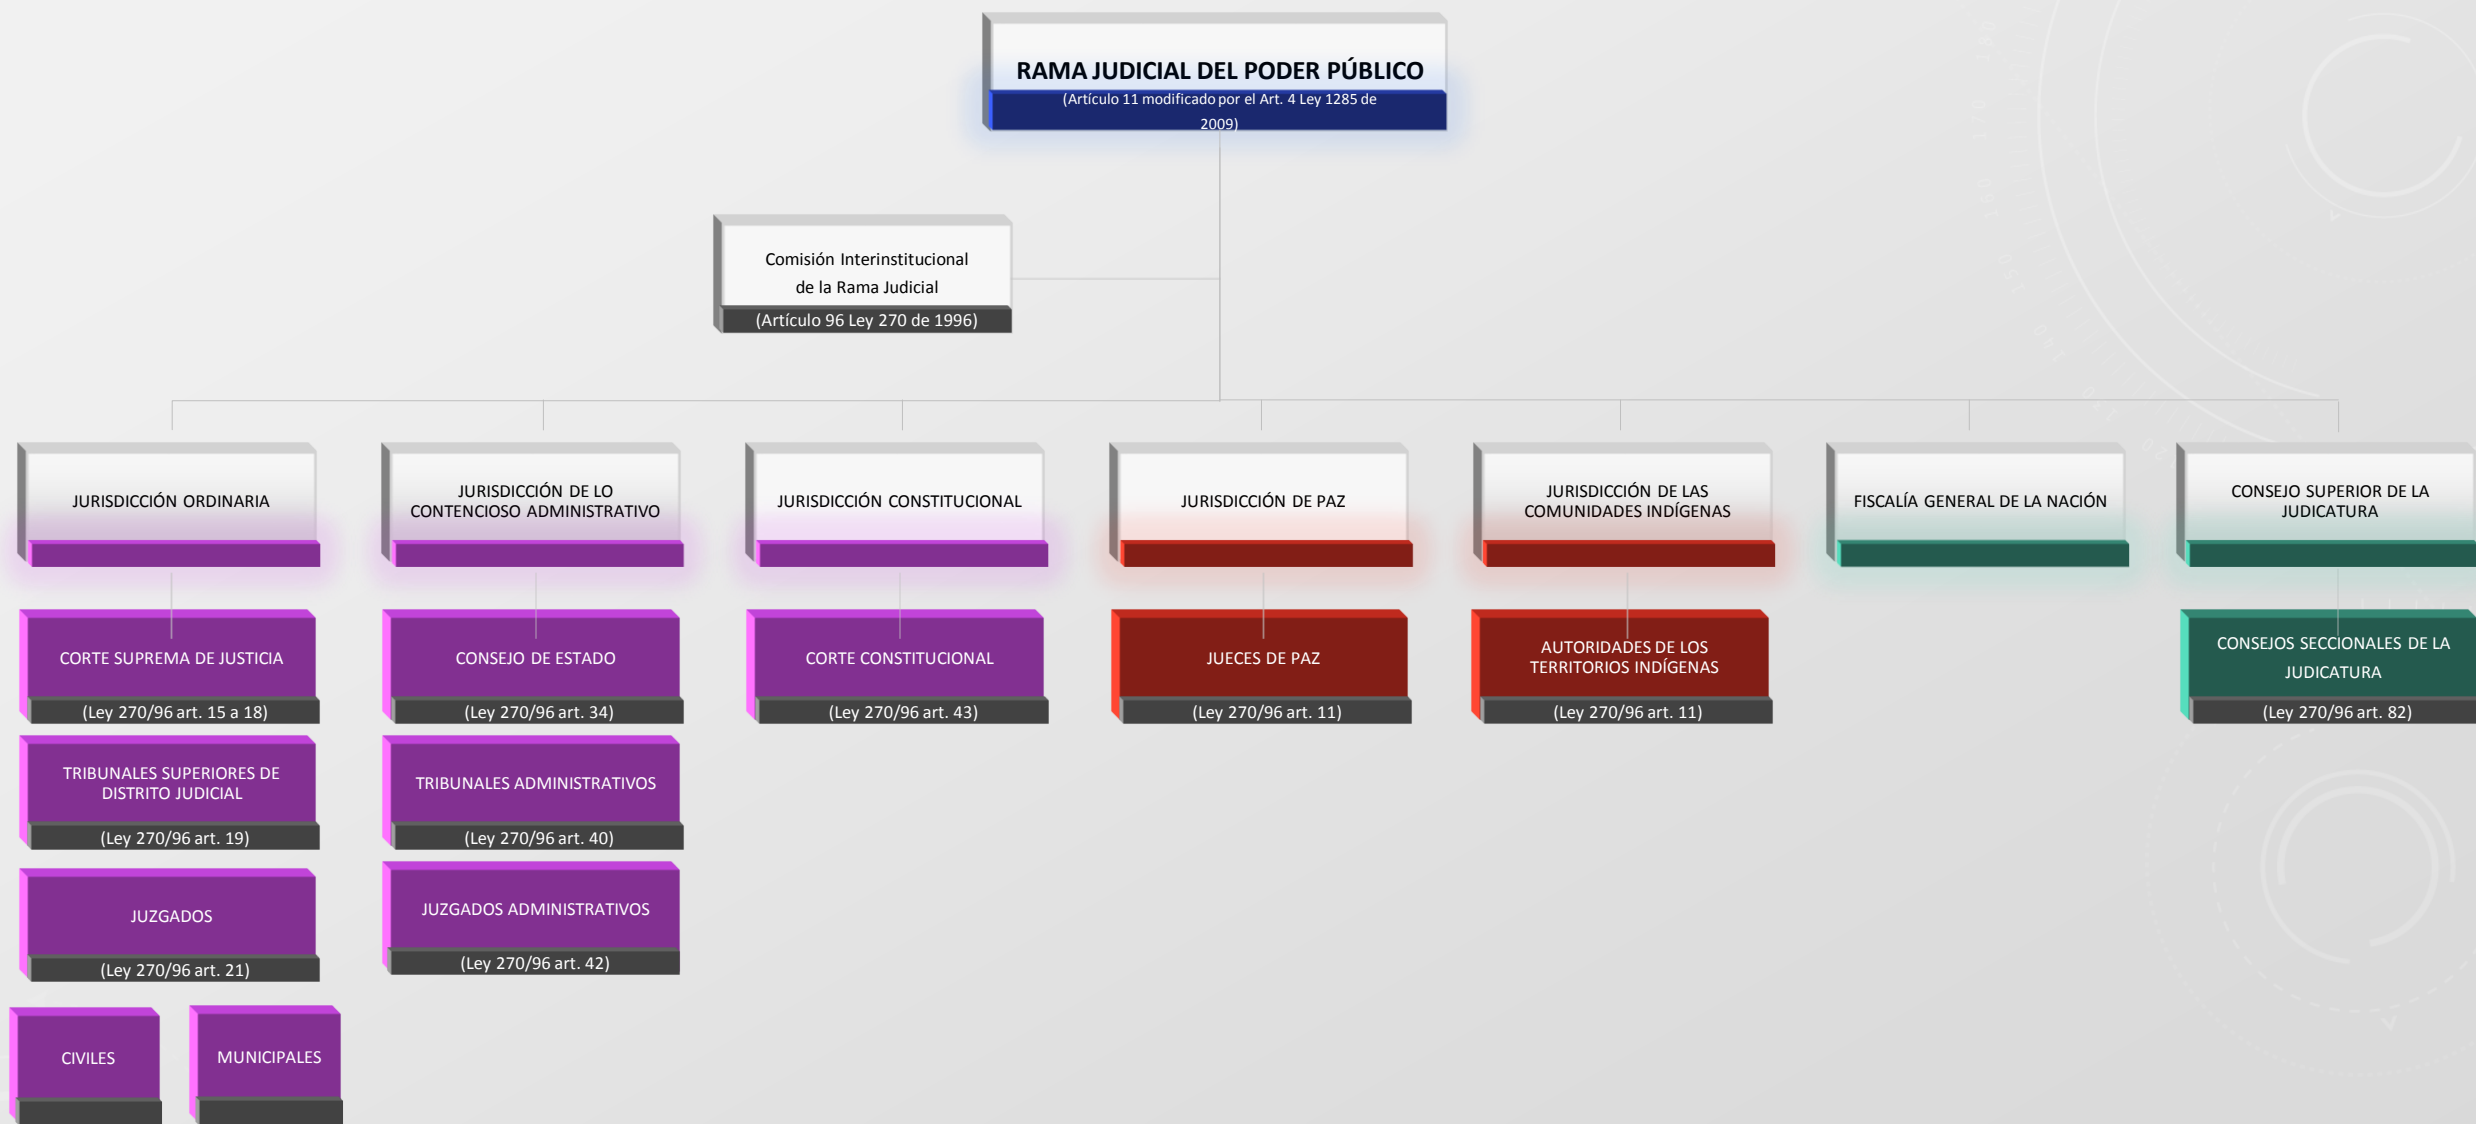 RAMA JUDICIAL DEL PODER PÚBLICO
(Artículo 11 modificado por el Art. 4 Ley 1285 de
2009)
Comisión Interinstitucional
de la Rama Judicial
(Artículo 96 Ley 270 de 1996)
JURISDICCIÓN ORDINARIA
JURISDICCIÓN DE LO
CONTENCIOSO ADMINISTRATIVO
JURISDICCIÓN CONSTITUCIONAL
JURISDICCIÓN DE PAZ
JURISDICCIÓN DE LAS
COMUNIDADES INDÍGENAS
FISCALÍA GENERAL DE LA NACIÓN
CONSEJO SUPERIOR DE LA
JUDICATURA
CORTE SUPREMA DE JUSTICIA
(Ley 270/96 art. 15 a 18)
CONSEJO DE ESTADO
(Ley 270/96 art. 34)
CORTE CONSTITUCIONAL
(Ley 270/96 art. 43)
JUECES DE PAZ
(Ley 270/96 art. 11)
AUTORIDADES DE LOS
TERRITORIOS INDÍGENAS
(Ley 270/96 art. 11)
CONSEJOS SECCIONALES DE LA
JUDICATURA
(Ley 270/96 art. 82)
TRIBUNALES SUPERIORES DE
DISTRITO JUDICIAL
(Ley 270/96 art. 19)
TRIBUNALES ADMINISTRATIVOS
(Ley 270/96 art. 40)
JUZGADOS
(Ley 270/96 art. 21)
JUZGADOS ADMINISTRATIVOS
(Ley 270/96 art. 42)
CIVILES
MUNICIPALES